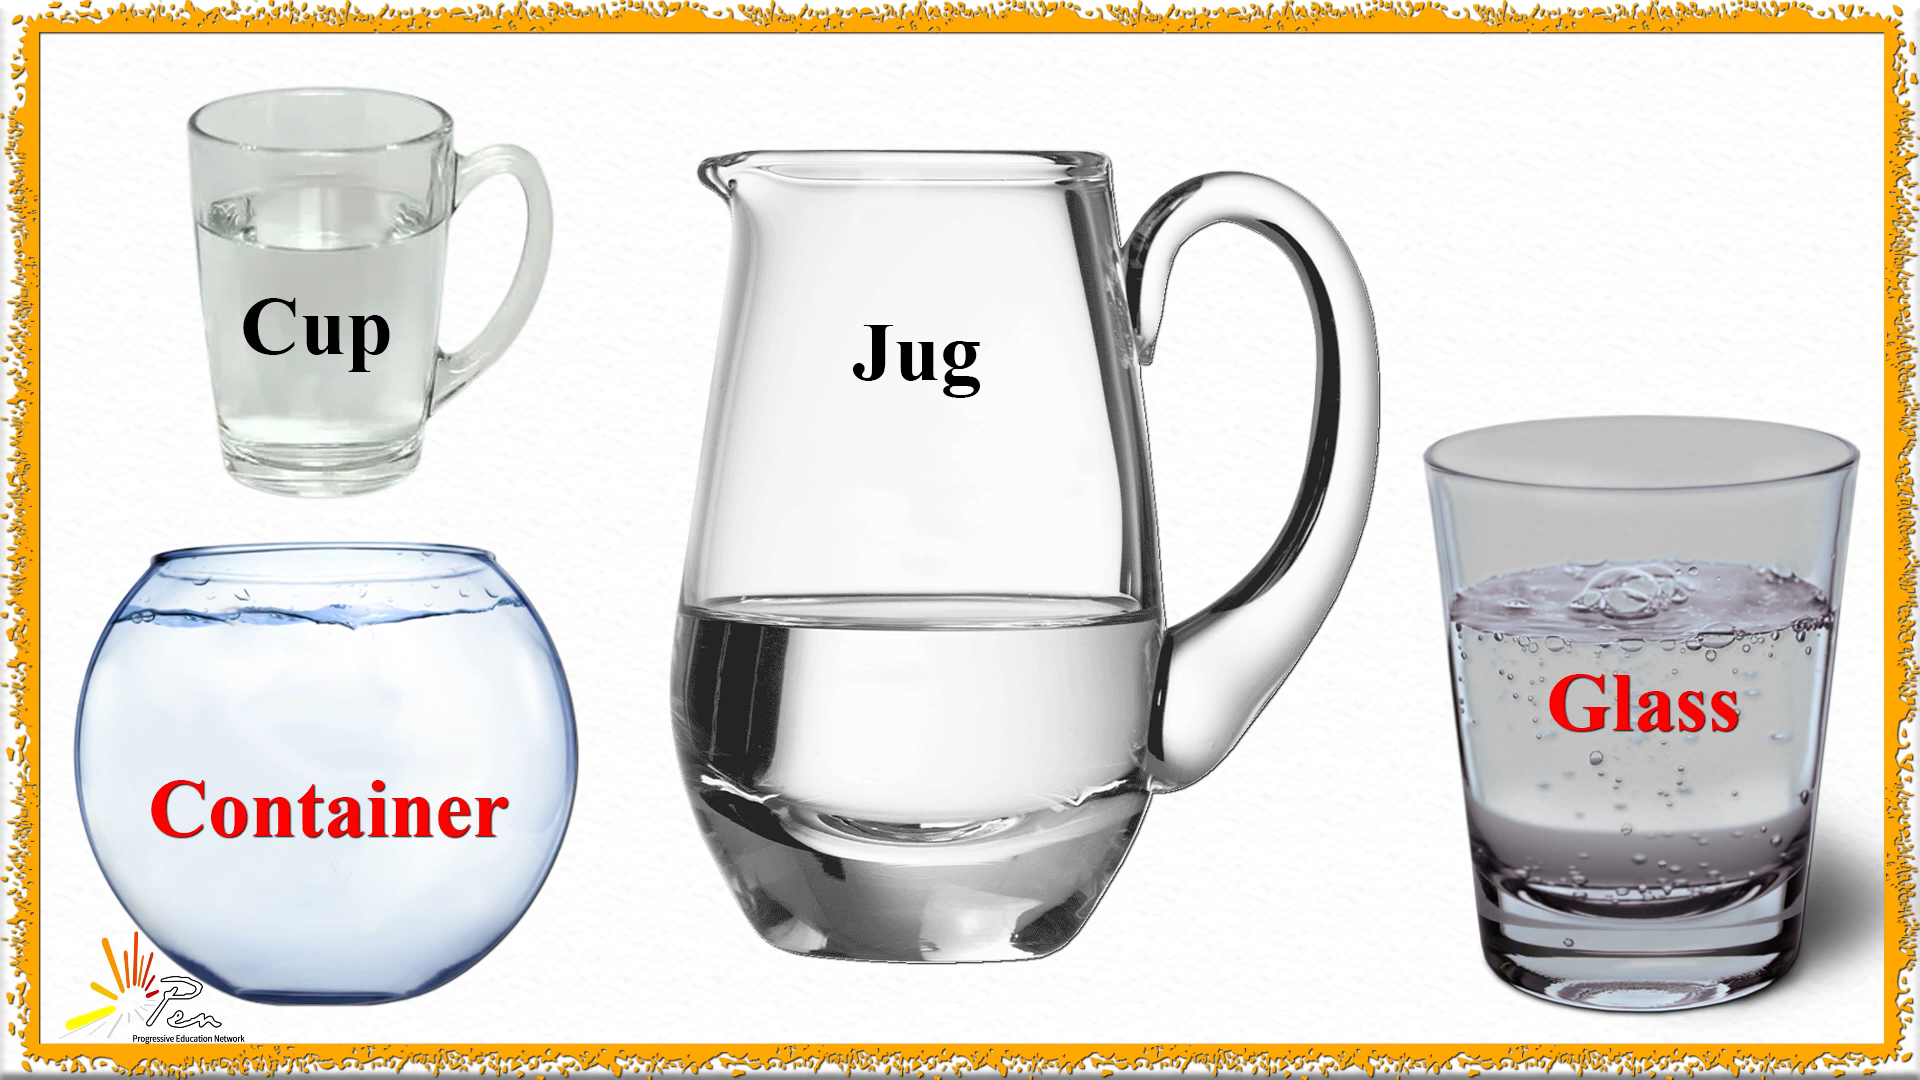 Cup
Jug
Glass
Container
Pen
Progressive Education Network